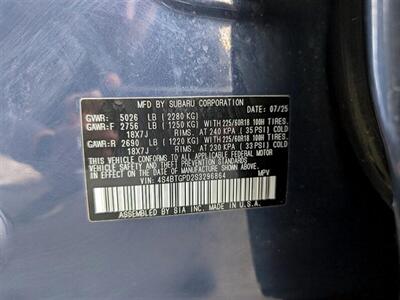 MFD BY SUBARU CORPORATION 07/25
GVWR: 5026 LB (2280 KG)
GAWR:F 2756 LB (1250 KG) WITH 225/60R18 100H TIRES.
18X7J RIMS. AT 240 KPA ( 35 PSI) COLD
GAWR:R 2690 LB (1220 KG) WITH 225/60R18 100H TIRES.
18X7J RIMS. AT 230 KPA ( 33 PSI) COLD
THIS VEHICLE CONFORMS TO ALL APPLICABLE FEDERAL MOTOR
VEHICLE SAFETY, BUMPER, AND THEFT PREVENTION STANDARDS
IN EFFECT ON THE DATE OF MANUFACTURE SHOWN ABOVE.
VIN: 4S4BTGPD2S3296864 MPV
ASSEMBLED BY SIA INC. MADE IN U.S.A.